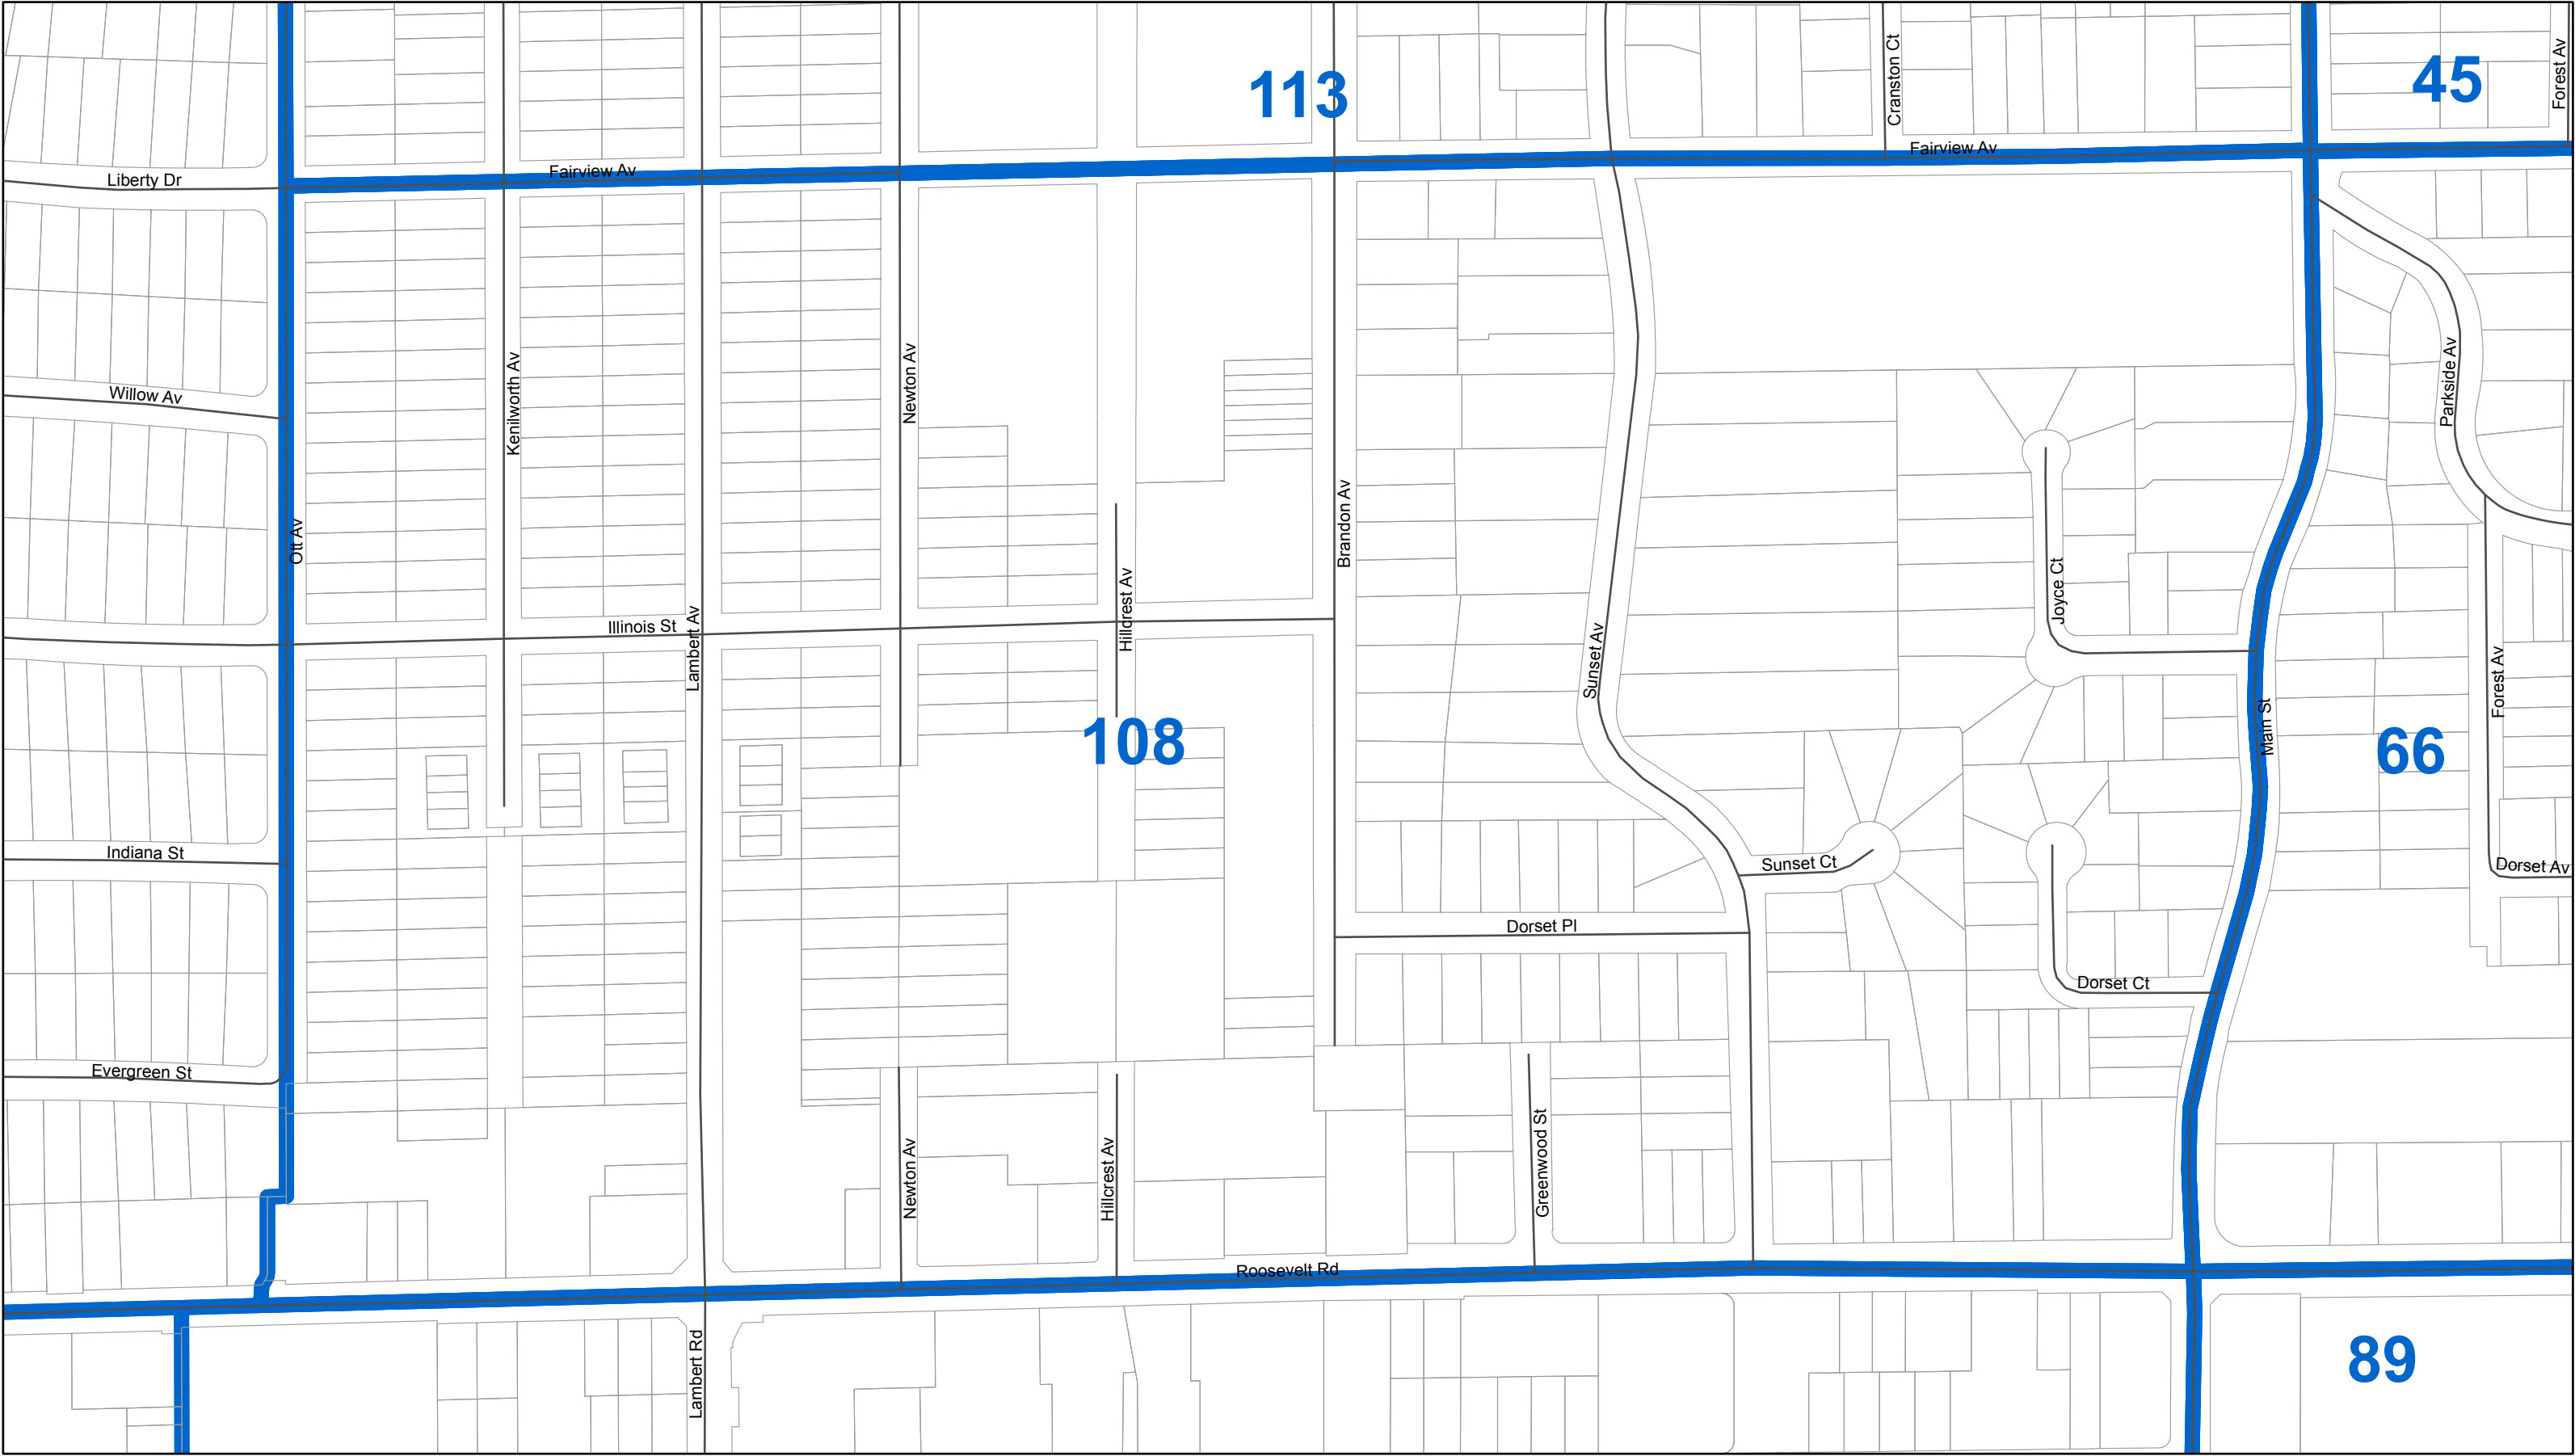 Forest Av
Cranston Ct
45
113
Fairview Av
Fairview Av
Liberty Dr
Parkside Av
Newton Av
Kenilworth Av
Willow Av
Brandon Av
Ott Av
Joyce Ct
Hillcrest Av
Illinois St
Lambert Av
Sunset Av
Forest Av
Main St
108
66
Indiana St
Sunset Ct
Dorset Av
Dorset Pl
Dorset Ct
Evergreen St
Greenwood St
Newton Av
Hillcrest Av
Roosevelt Rd
Lambert Rd
89